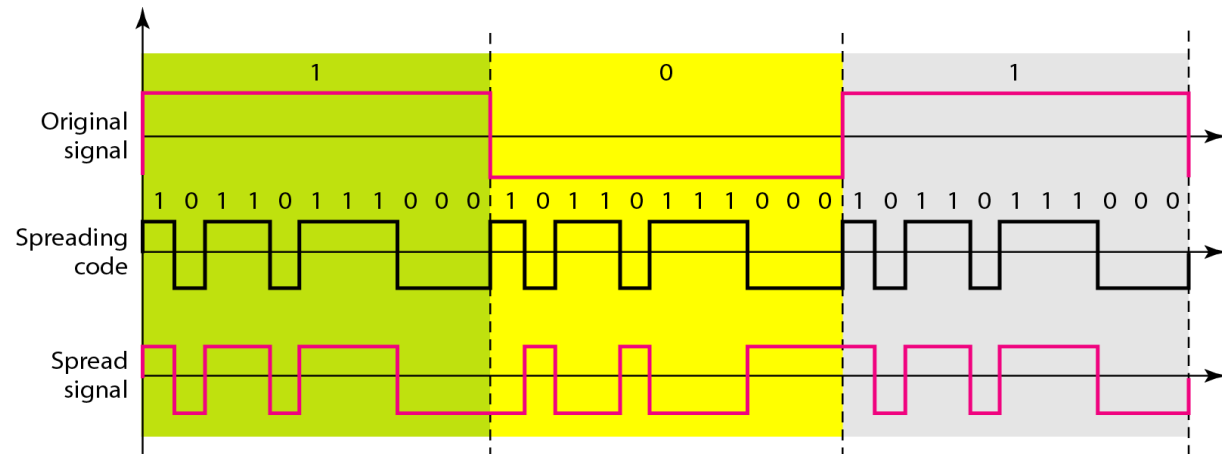 1 0 1
Original
signal
1 0 1 1 0 1 1 1 0 0 0 1 0 1 1 0 1 1 1 0 0 0 1 0 1 1 0 1 1 1 0 0 0
Spreading
code
Spread
signal